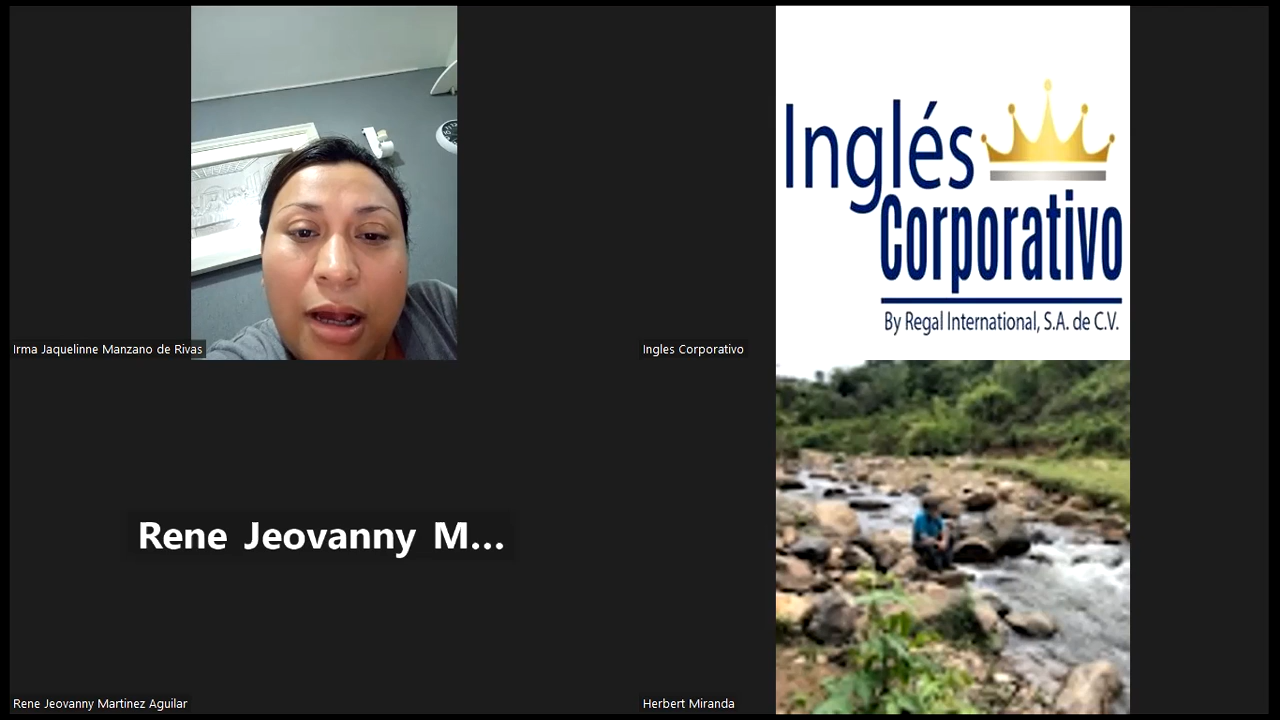 Inglés
Corporativo
By Regal International, S.A. de C.V.
Irma Jaquelinne Manzano de Rivas
Ingles Corporativo
Rene Jeovanny M...
Rene Jeovanny Martinez Aguilar
Herbert Miranda